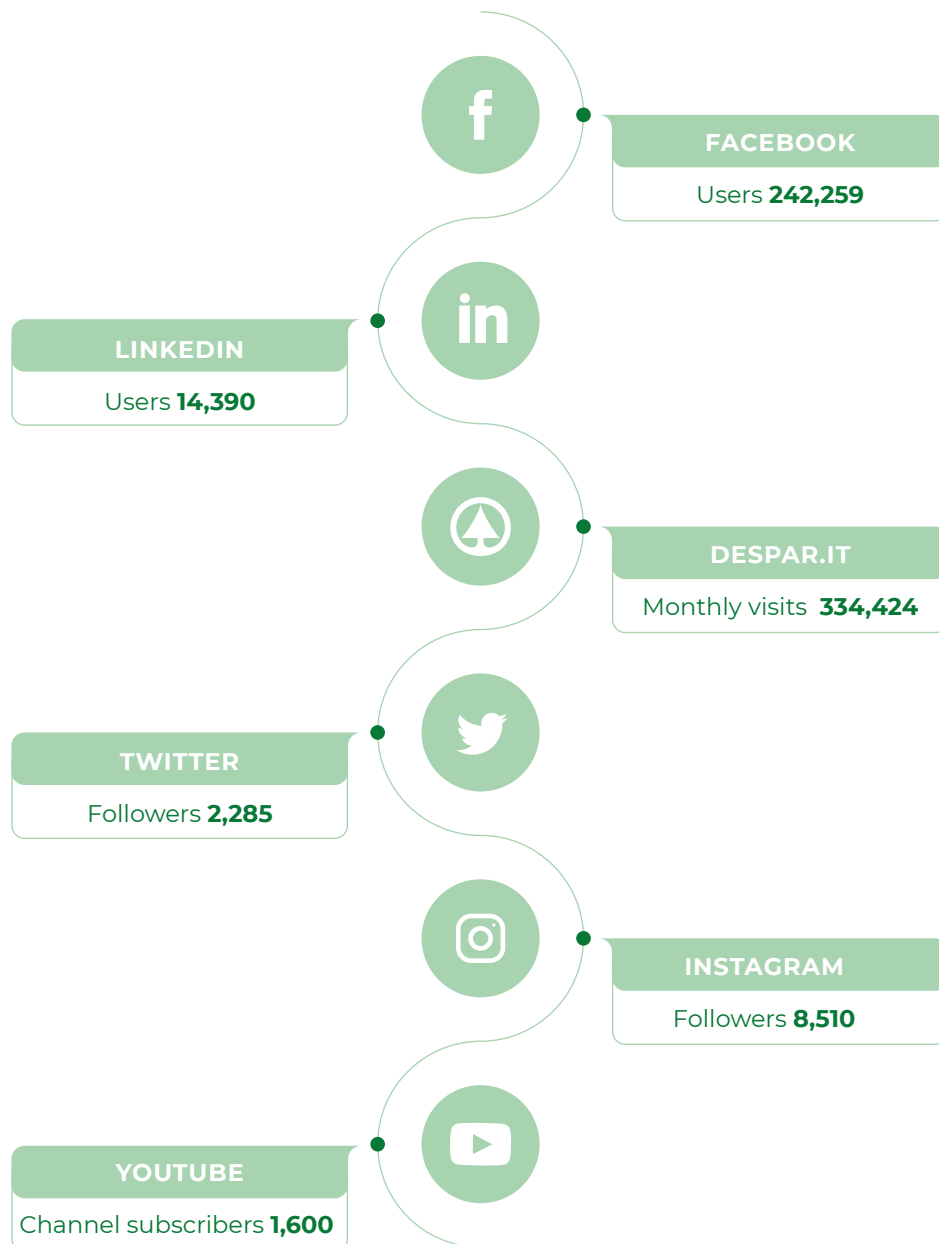 FACEBOOK
Users 242,259
LINKEDIN
Users 14,390
DESPAR.IT
Monthly visits 334,424
TWITTER
Followers 2,285
INSTAGRAM
Followers 8,510
YOUTUBE
Channel subscribers 1,600